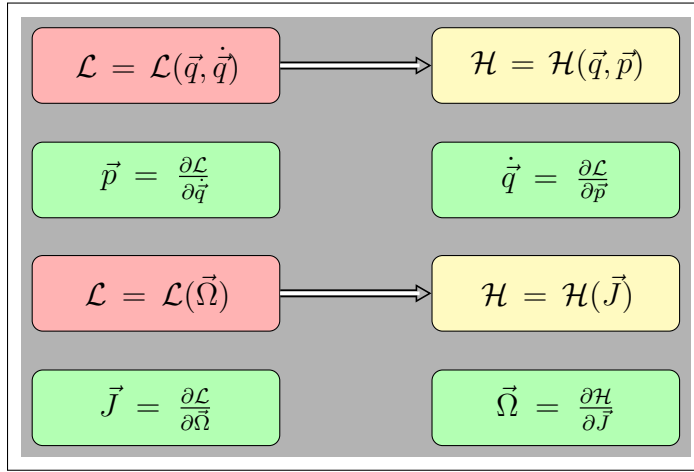 ℒ = ℒ(q⃗, q⃗̇)
ℋ = ℋ(q⃗, p⃗)
p⃗ = ∂ℒ/∂q⃗̇
q⃗̇ = ∂ℒ/∂p⃗
ℒ = ℒ(Ω⃗)
ℋ = ℋ(J⃗)
J⃗ = ∂ℒ/∂Ω⃗
Ω⃗ = ∂ℋ/∂J⃗